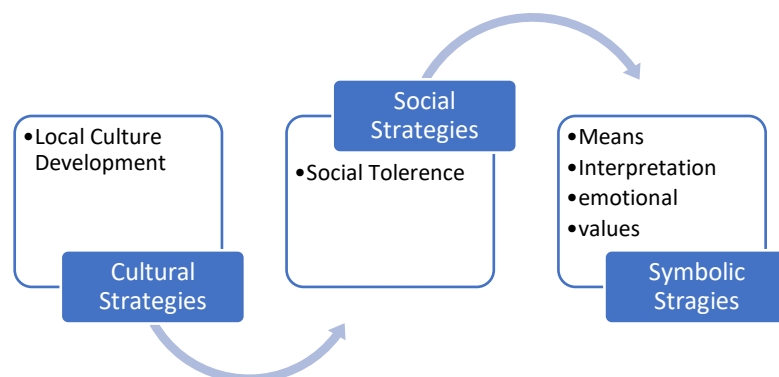 •Local Culture
Development
Cultural
Strategies
Social
Strategies
•Social Tolerence
•Means
•Interpretation
•emotional
•values
Symbolic
Stragies